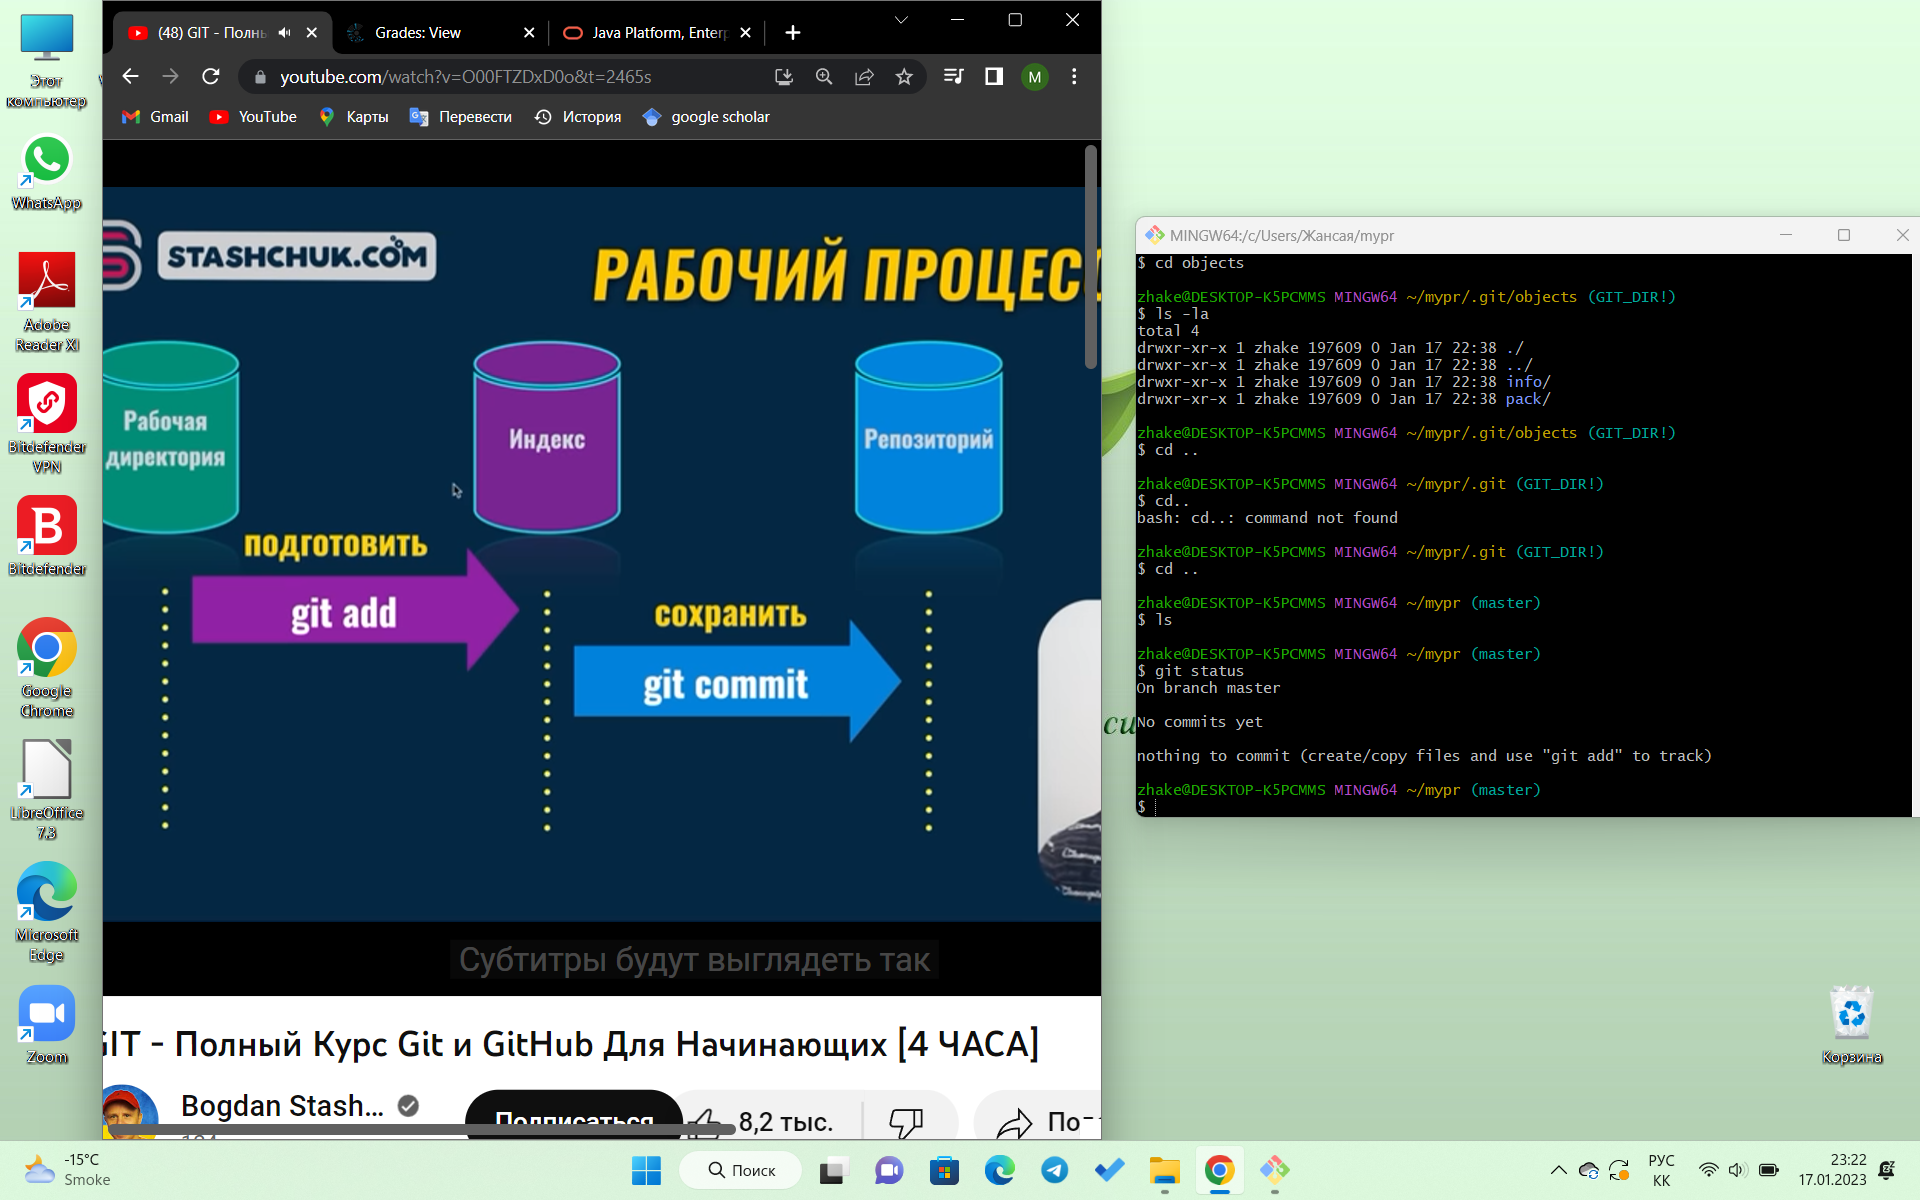 (48) GIT - Полны
Grades: View
Java Platform, Enterp
youtube.com/watch?v=O00FTZDxD0o&t=2465s
M
Gmail
YouTube
Карты
Перевести
История
google scholar
Этот компьютер
WhatsApp
Adobe Reader XI
Bitdefender VPN
Bitdefender
Google Chrome
LibreOffice 7,3
Microsoft Edge
Zoom
STASHCHUK.COM
РАБОЧИЙ ПРОЦЕСС
Рабочая директория
Индекс
Репозиторий
подготовить
git add
сохранить
git commit
Субтитры будут выглядеть так
GIT - Полный Курс Git и GitHub Для Начинающих [4 ЧАСА]
Bogdan Stash...
Подписаться
8,2 тыс.
MINGW64:/c/Users/Жансая/mypr
$ cd objects
zhake@DESKTOP-K5PCMMS MINGW64 ~/mypr/.git/objects (GIT_DIR!)
$ ls -la
total 4
drwxr-xr-x 1 zhake 197609 0 Jan 17 22:38 ./
drwxr-xr-x 1 zhake 197609 0 Jan 17 22:38 ../
drwxr-xr-x 1 zhake 197609 0 Jan 17 22:38 info/
drwxr-xr-x 1 zhake 197609 0 Jan 17 22:38 pack/
zhake@DESKTOP-K5PCMMS MINGW64 ~/mypr/.git/objects (GIT_DIR!)
$ cd ..
zhake@DESKTOP-K5PCMMS MINGW64 ~/mypr/.git (GIT_DIR!)
$ cd..
bash: cd..: command not found
zhake@DESKTOP-K5PCMMS MINGW64 ~/mypr/.git (GIT_DIR!)
$ cd ..
zhake@DESKTOP-K5PCMMS MINGW64 ~/mypr (master)
$ ls
zhake@DESKTOP-K5PCMMS MINGW64 ~/mypr (master)
$ git status
On branch master
No commits yet
nothing to commit (create/copy files and use "git add" to track)
zhake@DESKTOP-K5PCMMS MINGW64 ~/mypr (master)
$
Корзина
-15°C
Smoke
Поиск
РУС
КК
23:22
17.01.2023